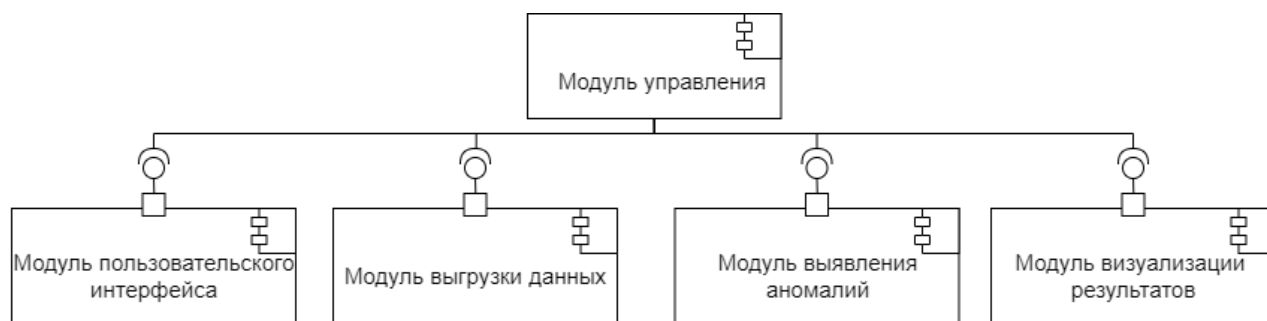 Модуль управления
Модуль пользовательского
интерфейса
Модуль выгрузки данных
Модуль выявления
аномалий
Модуль визуализации
результатов